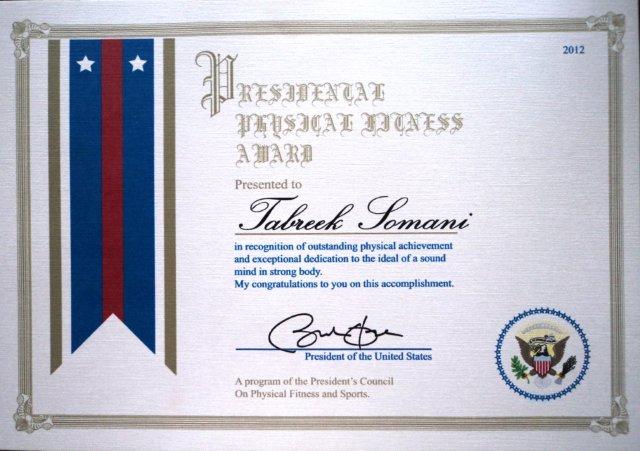 2012
PRESIDENTAL
PHYSICAL FITNESS
AWARD
Presented to
Tabreek Somani
in recognition of outstanding physical achievement
and exceptional dedication to the ideal of a sound
mind in strong body.
My congratulations to you on this accomplishment.
President of the United States
A program of the President's Council
On Physical Fitness and Sports.